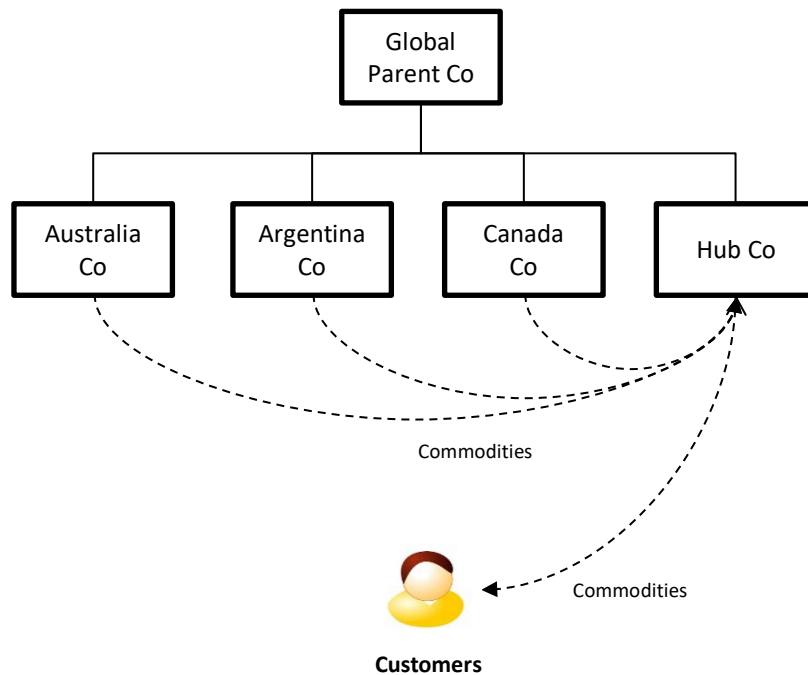 Global
Parent Co
Australia
Co
Argentina
Co
Canada
Co
Hub Co
Commodities
Commodities
Customers